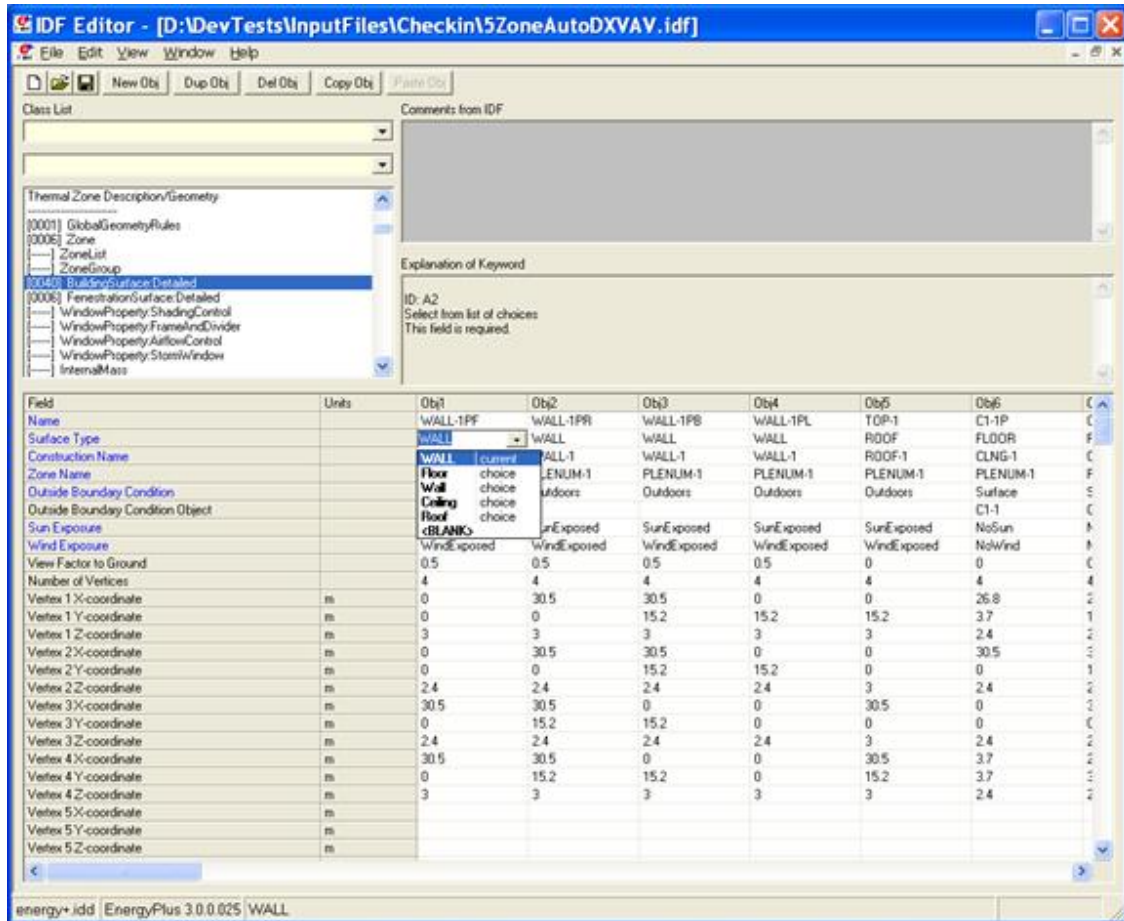 IDF Editor - [D:\DevTests\InputFiles\Checkin\5ZoneAutoDXVAV.idf]
File Edit View Window Help
New Obj Dup Obj Del Obj Copy Obj Paste Obj
Class List Comments from IDF
Thermal Zone Description/Geometry
--------------------
[0001] GlobalGeometryRules
[0006] Zone
[-----] ZoneList
[-----] ZoneGroup
[0040] BuildingSurface:Detailed
[0006] FenestrationSurface:Detailed
[-----] WindowProperty:ShadingControl
[-----] WindowProperty:FrameAndDivider
[-----] WindowProperty:AirflowControl
[-----] WindowProperty:StormWindow
[-----] InternalMass
Explanation of Keyword
ID: A2
Select from list of choices
This field is required.
Field Units Obj1 Obj2 Obj3 Obj4 Obj5 Obj6
Name WALL-1PF WALL-1PR WALL-1PB WALL-1PL TOP-1 C1-1P
Surface Type WALL WALL WALL WALL ROOF FLOOR
Construction Name WALL current WALL-1 WALL-1 WALL-1 ROOF-1 CLNG-1
Zone Name Floor choice PLENUM-1 PLENUM-1 PLENUM-1 PLENUM-1 PLENUM-1
Wall choice
Outside Boundary Condition Outdoors Outdoors Outdoors Outdoors Surface
Ceiling choice
Outside Boundary Condition Object C1-1
Roof choice
Sun Exposure <BLANK> SunExposed SunExposed SunExposed SunExposed NoSun
Wind Exposure WindExposed WindExposed WindExposed WindExposed WindExposed NoWind
View Factor to Ground 0.5 0.5 0.5 0.5 0 0
Number of Vertices 4 4 4 4 4 4
Vertex 1 X-coordinate m 0 30.5 30.5 0 0 26.8
Vertex 1 Y-coordinate m 0 0 15.2 15.2 15.2 3.7
Vertex 1 Z-coordinate m 3 3 3 3 3 2.4
Vertex 2 X-coordinate m 0 30.5 30.5 0 0 30.5
Vertex 2 Y-coordinate m 0 0 15.2 15.2 0 0
Vertex 2 Z-coordinate m 2.4 2.4 2.4 2.4 3 2.4
Vertex 3 X-coordinate m 30.5 30.5 0 0 30.5 0
Vertex 3 Y-coordinate m 0 15.2 15.2 0 0 0
Vertex 3 Z-coordinate m 2.4 2.4 2.4 2.4 3 2.4
Vertex 4 X-coordinate m 30.5 30.5 0 0 30.5 3.7
Vertex 4 Y-coordinate m 0 15.2 15.2 0 15.2 3.7
Vertex 4 Z-coordinate m 3 3 3 3 3 2.4
Vertex 5 X-coordinate m
Vertex 5 Y-coordinate m
Vertex 5 Z-coordinate m
energy+.idd EnergyPlus 3.0.0.025 WALL